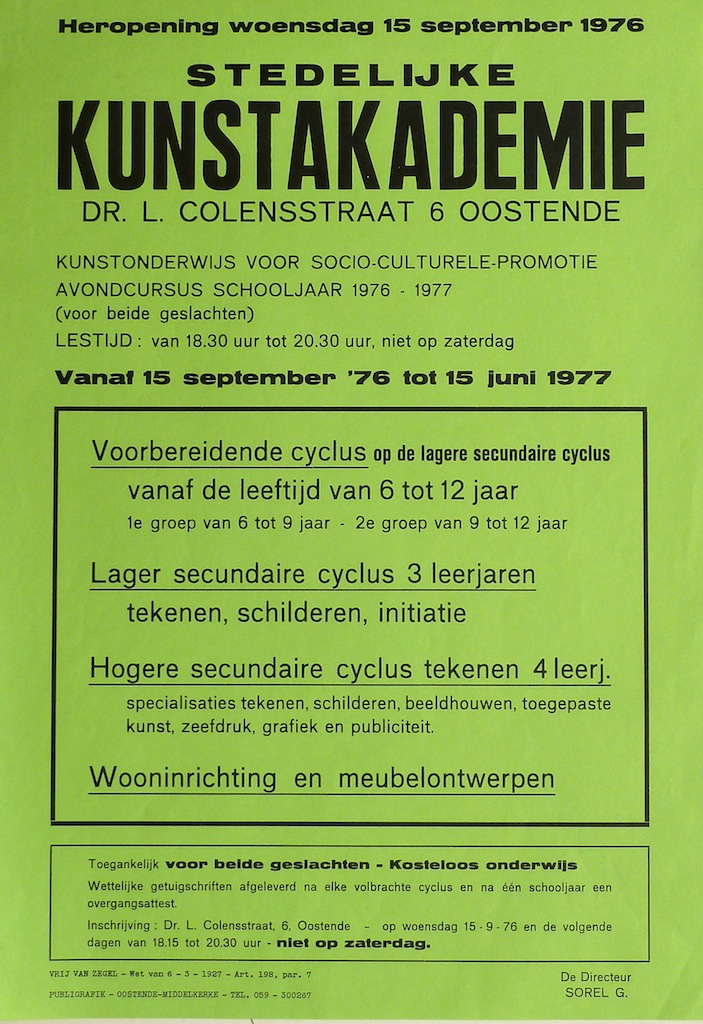 Heropening woensdag 15 september 1976
STEDELIJKE
KUNSTAKADEMIE
DR. L. COLENSSTRAAT 6 OOSTENDE
KUNSTONDERWIJS VOOR SOCIO-CULTURELE-PROMOTIE
AVONDCURSUS SCHOOLJAAR 1976 - 1977
(voor beide geslachten)
LESTIJD : van 18.30 uur tot 20.30 uur, niet op zaterdag
Vanaf 15 september '76 tot 15 juni 1977
Voorbereidende cyclus op de lagere secundaire cyclus
vanaf de leeftijd van 6 tot 12 jaar
1e groep van 6 tot 9 jaar - 2e groep van 9 tot 12 jaar
Lager secundaire cyclus 3 leerjaren
tekenen, schilderen, initiatie
Hogere secundaire cyclus tekenen 4 leerj.
specialisaties tekenen, schilderen, beeldhouwen, toegepaste
kunst, zeefdruk, grafiek en publiciteit.
Wooninrichting en meubelontwerpen
Toegankelijk voor beide geslachten - Kosteloos onderwijs
Wettelijke getuigschriften afgeleverd na elke volbrachte cyclus en na één schooljaar een
overgangsattest.
Inschrijving : Dr. L. Colensstraat, 6, Oostende - op woensdag 15 - 9 - 76 en de volgende
dagen van 18.15 tot 20.30 uur - niet op zaterdag.
VRIJ VAN ZEGEL - Wet van 6 - 3 - 1927 - Art. 198, par. 7
PUBLIGRAFIK - OOSTENDE-MIDDELKERKE - TEL. 059 - 300267
De Directeur
SOREL G.